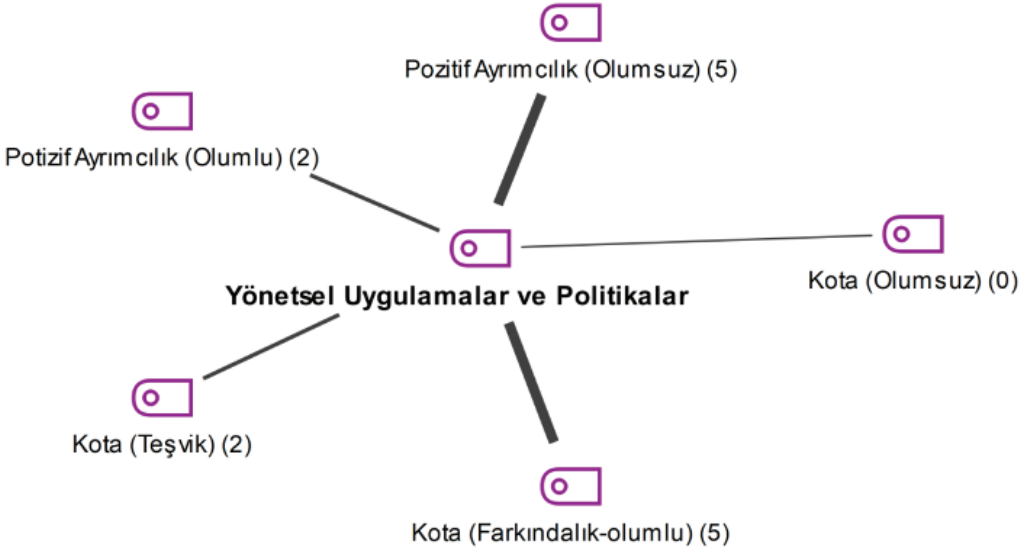 Pozitif Ayrımcılık (Olumsuz) (5)
Potizif Ayrımcılık (Olumlu) (2)
Kota (Olumsuz) (0)
Yönetsel Uygulamalar ve Politikalar
Kota (Teşvik) (2)
Kota (Farkındalık-olumlu) (5)